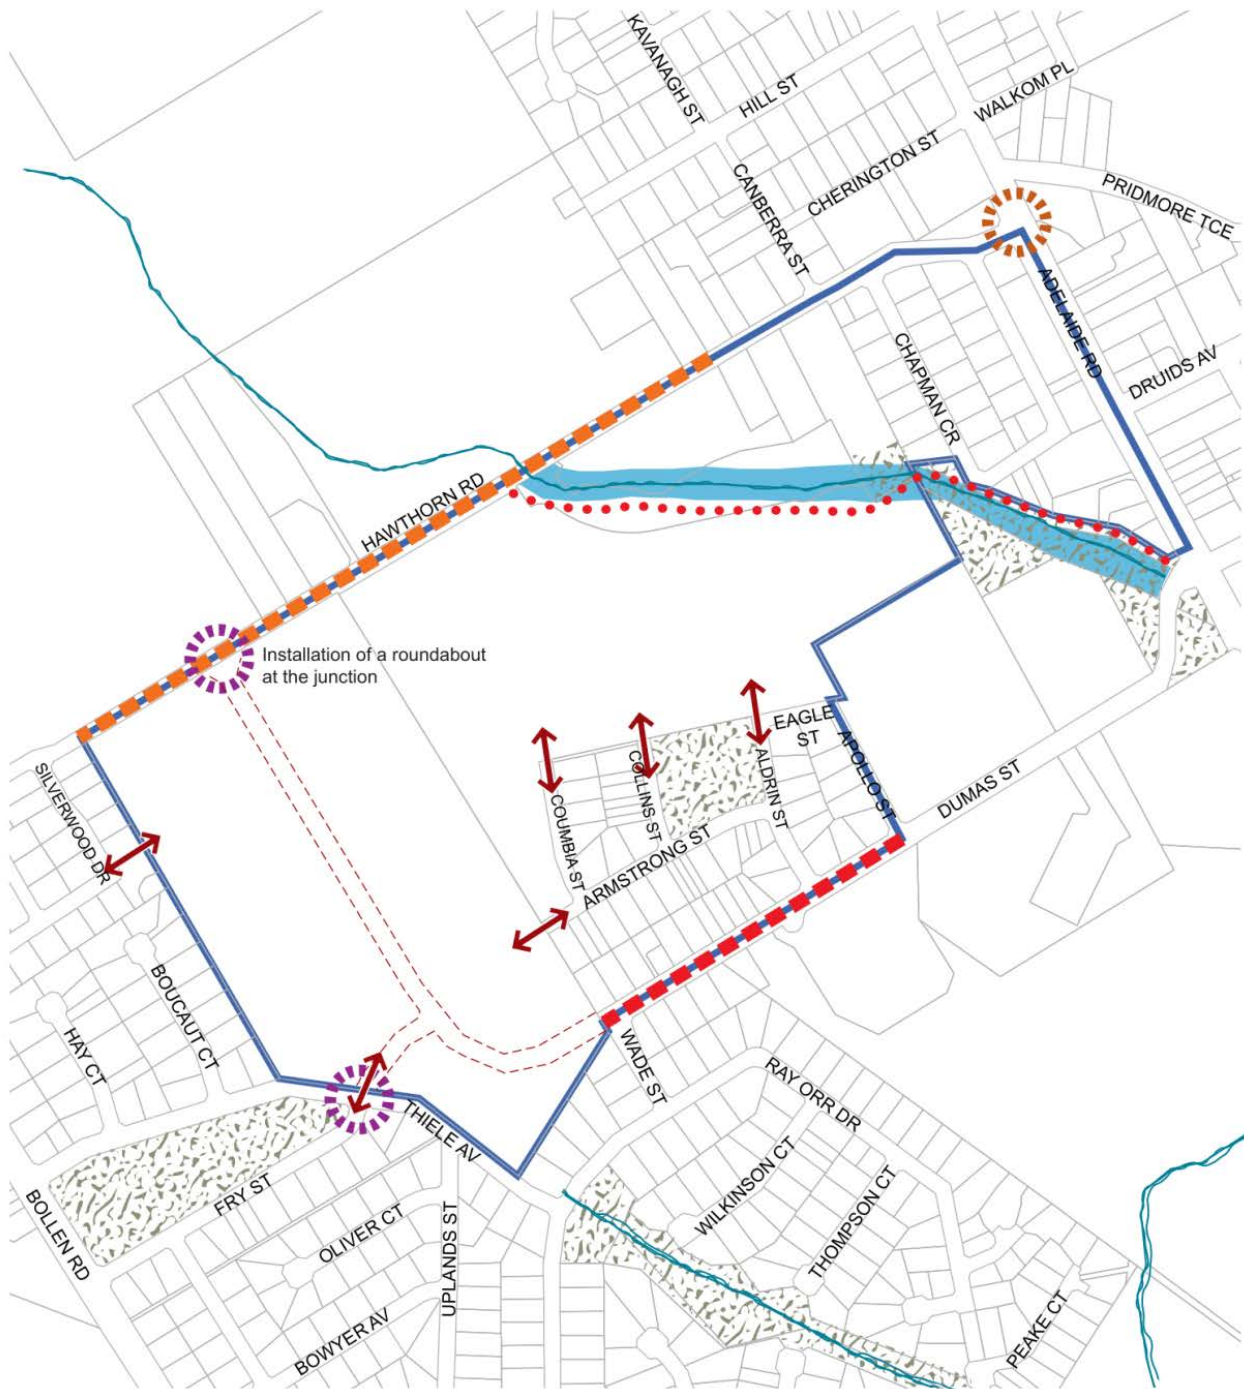 KAVANAGH ST
HILL ST
WALKOM PL
CHERINGTON ST
CANBERRA ST
PRIDMORE TCE
ADELAIDE RD
CHAPMAN CR
DRUIDS AV
HAWTHORN RD
Installation of a roundabout
at the junction
EAGLE
ST
APOLLO ST
ALDRIN ST
COLLINS ST
COLUMBIA ST
ARMSTRONG ST
DUMAS ST
SILVERWOOD DR
BOUCAUT CT
HAY CT
WADE ST
RAY ORR DR
THIELE AV
WILKINSON CT
THOMPSON CT
FRY ST
BOLLEN RD
OLIVER CT
UPLANDS ST
BOWYER AV
PEAKE CT